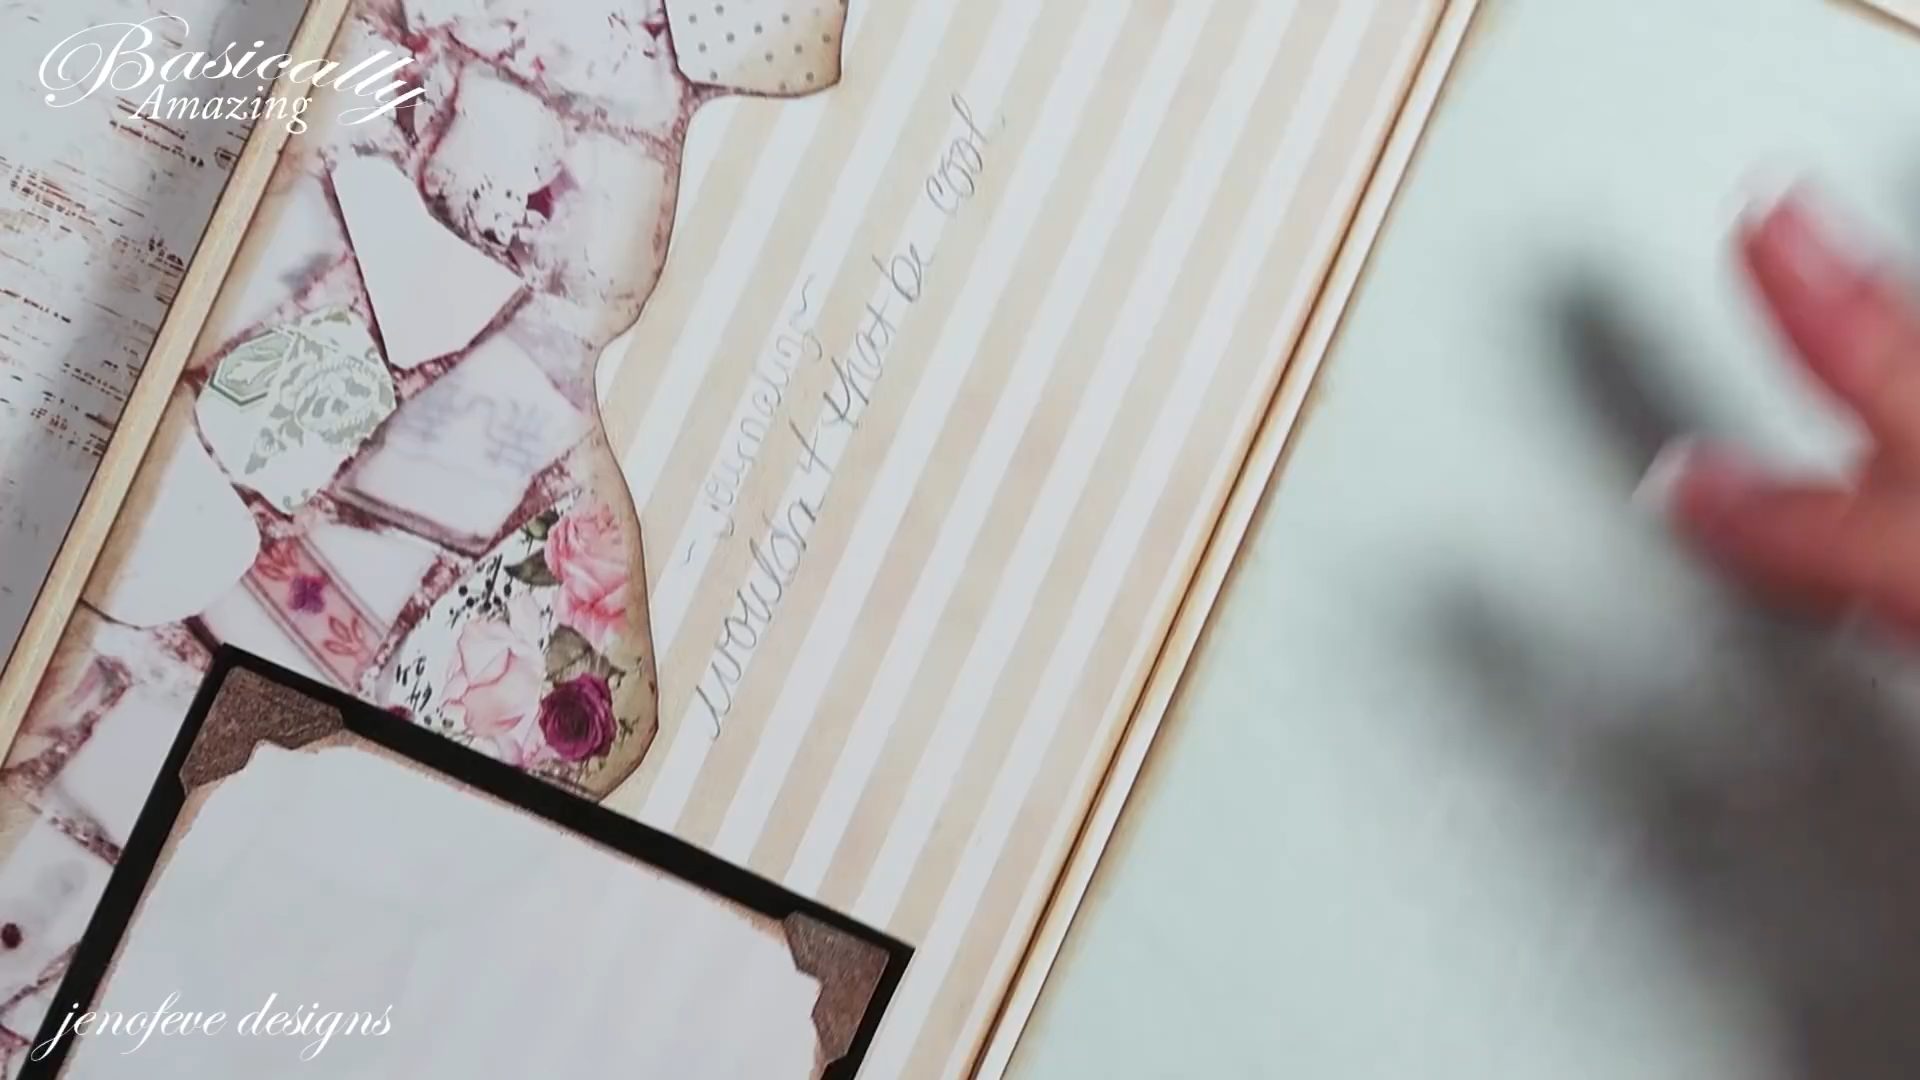 Basically
Amazing
~ Journaling ~
wouldn't that be cool.
jenofeve designs